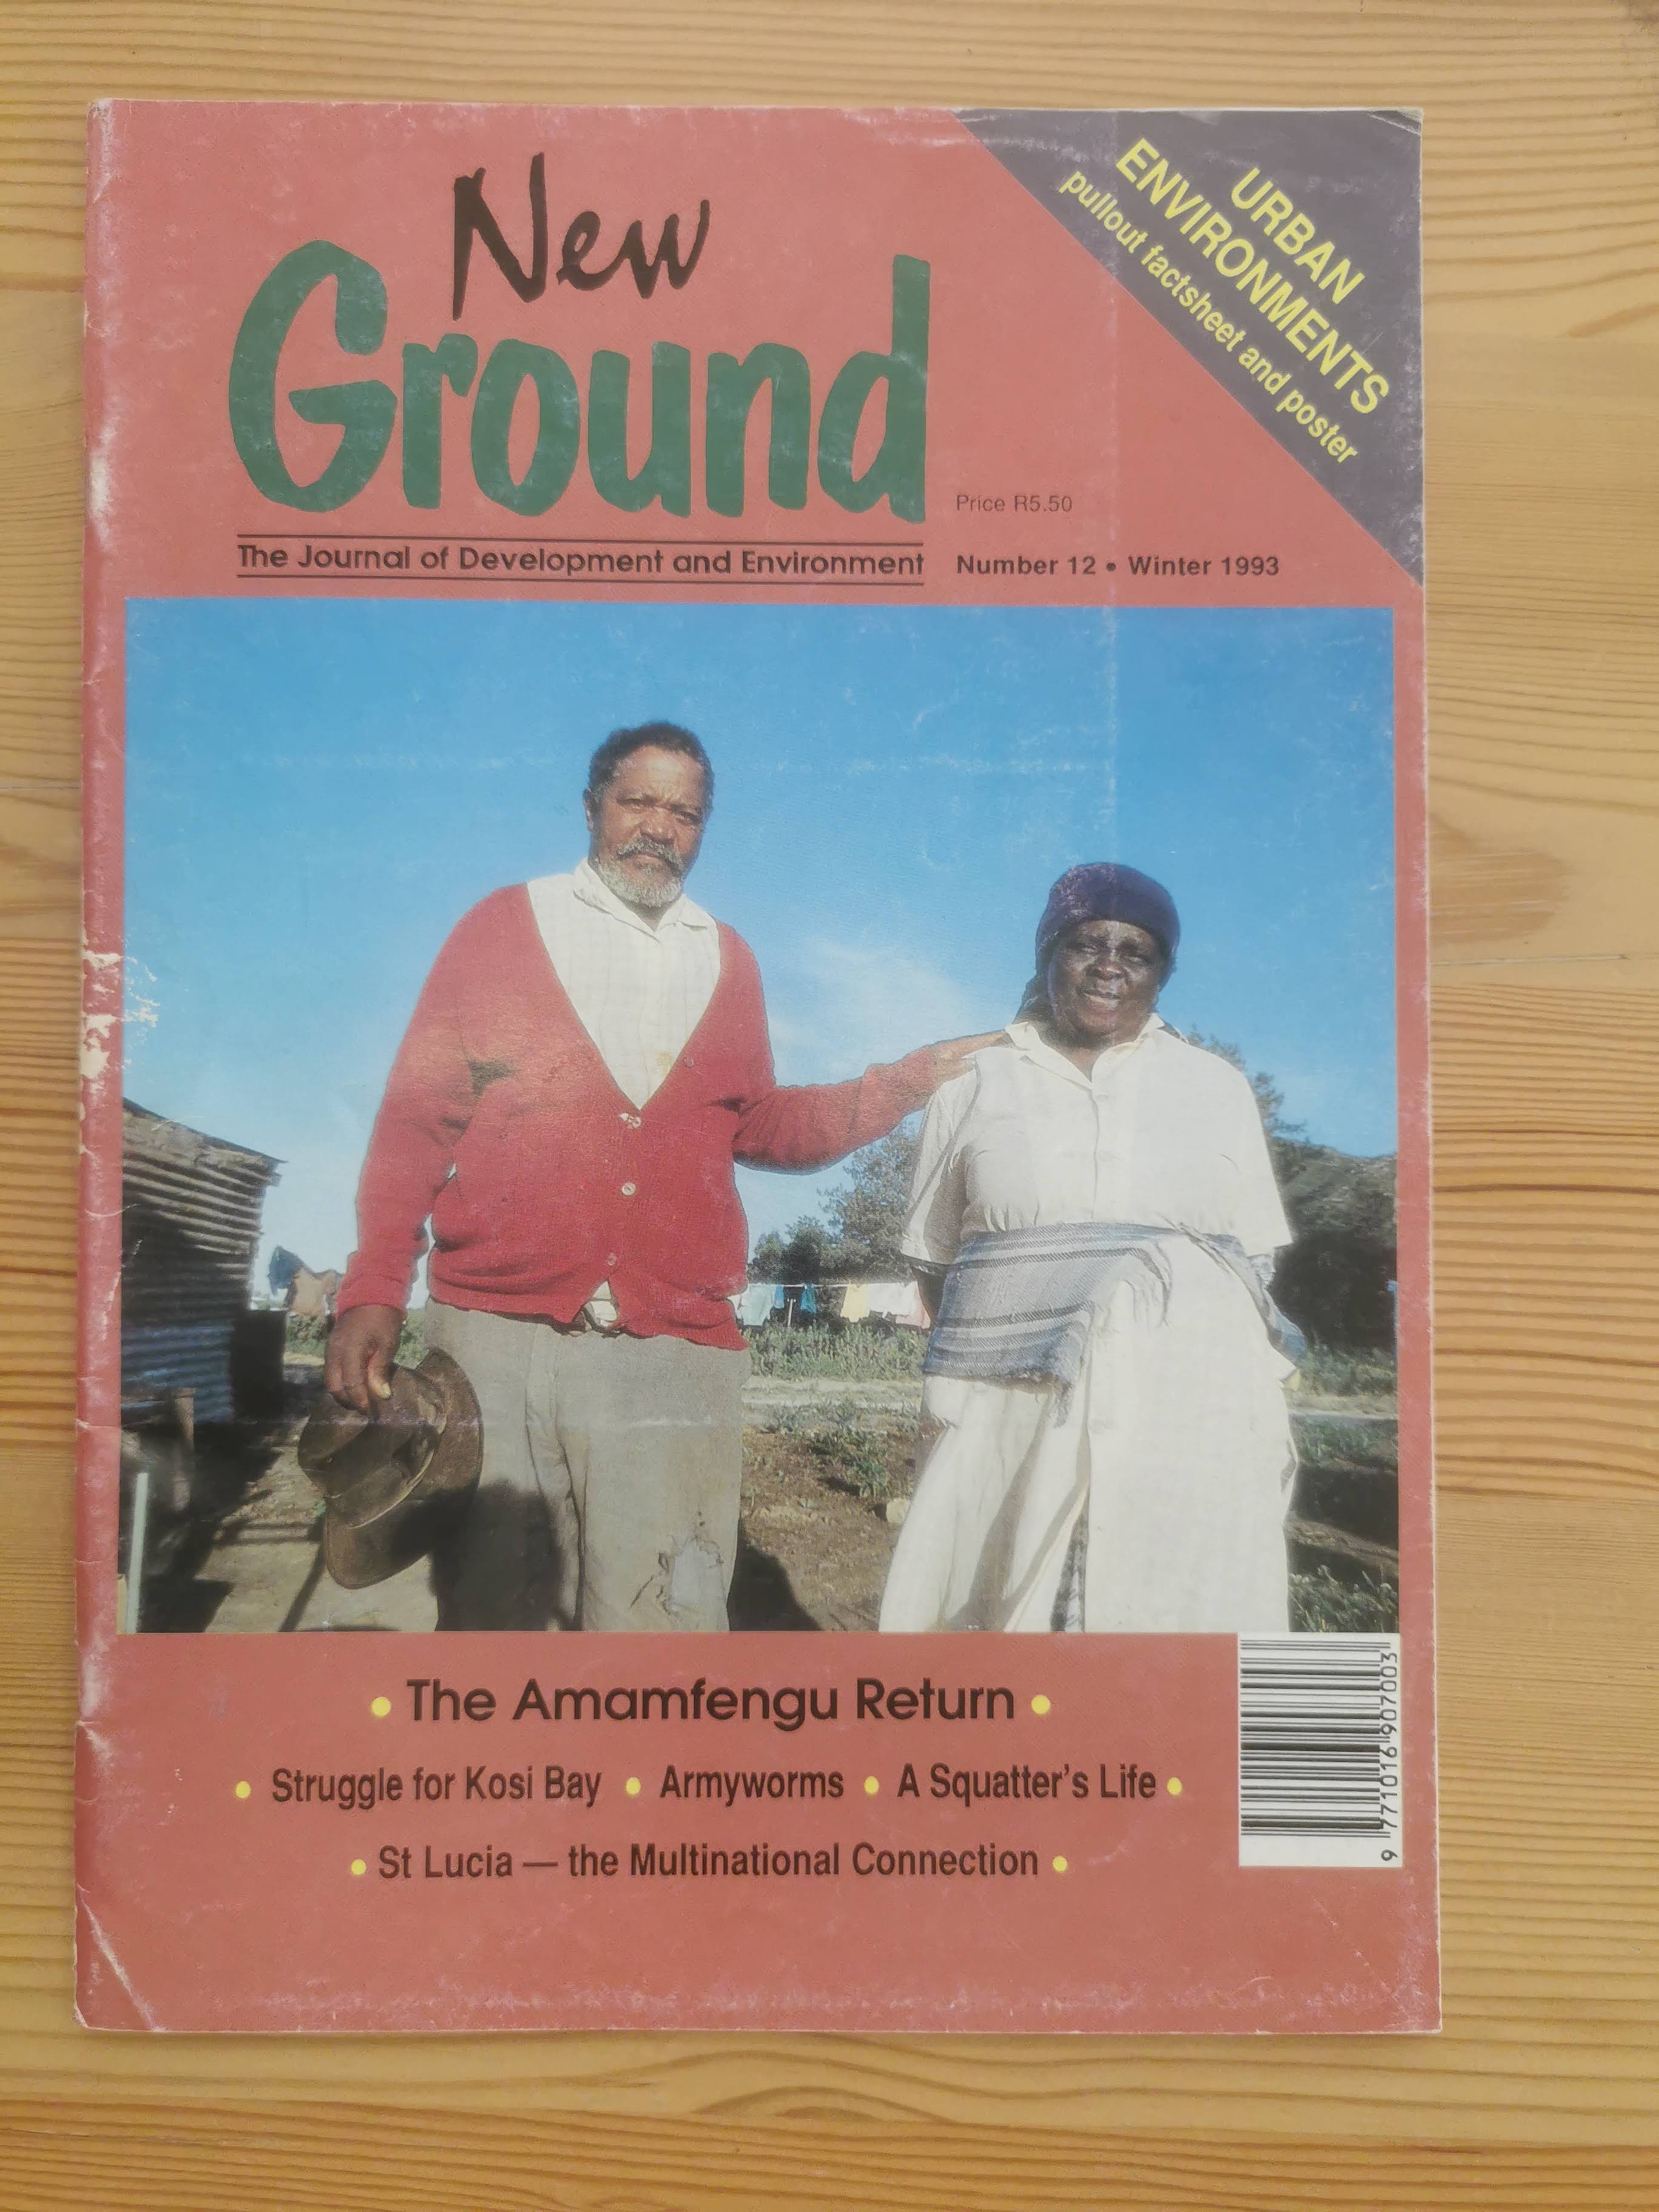 New
Ground
URBAN
ENVIRONMENTS
pullout factsheet and poster
Price R5.50
The Journal of Development and Environment
Number 12 • Winter 1993
• The Amamfengu Return •
• Struggle for Kosi Bay • Armyworms • A Squatter's Life •
• St Lucia — the Multinational Connection •
9 771016 907003